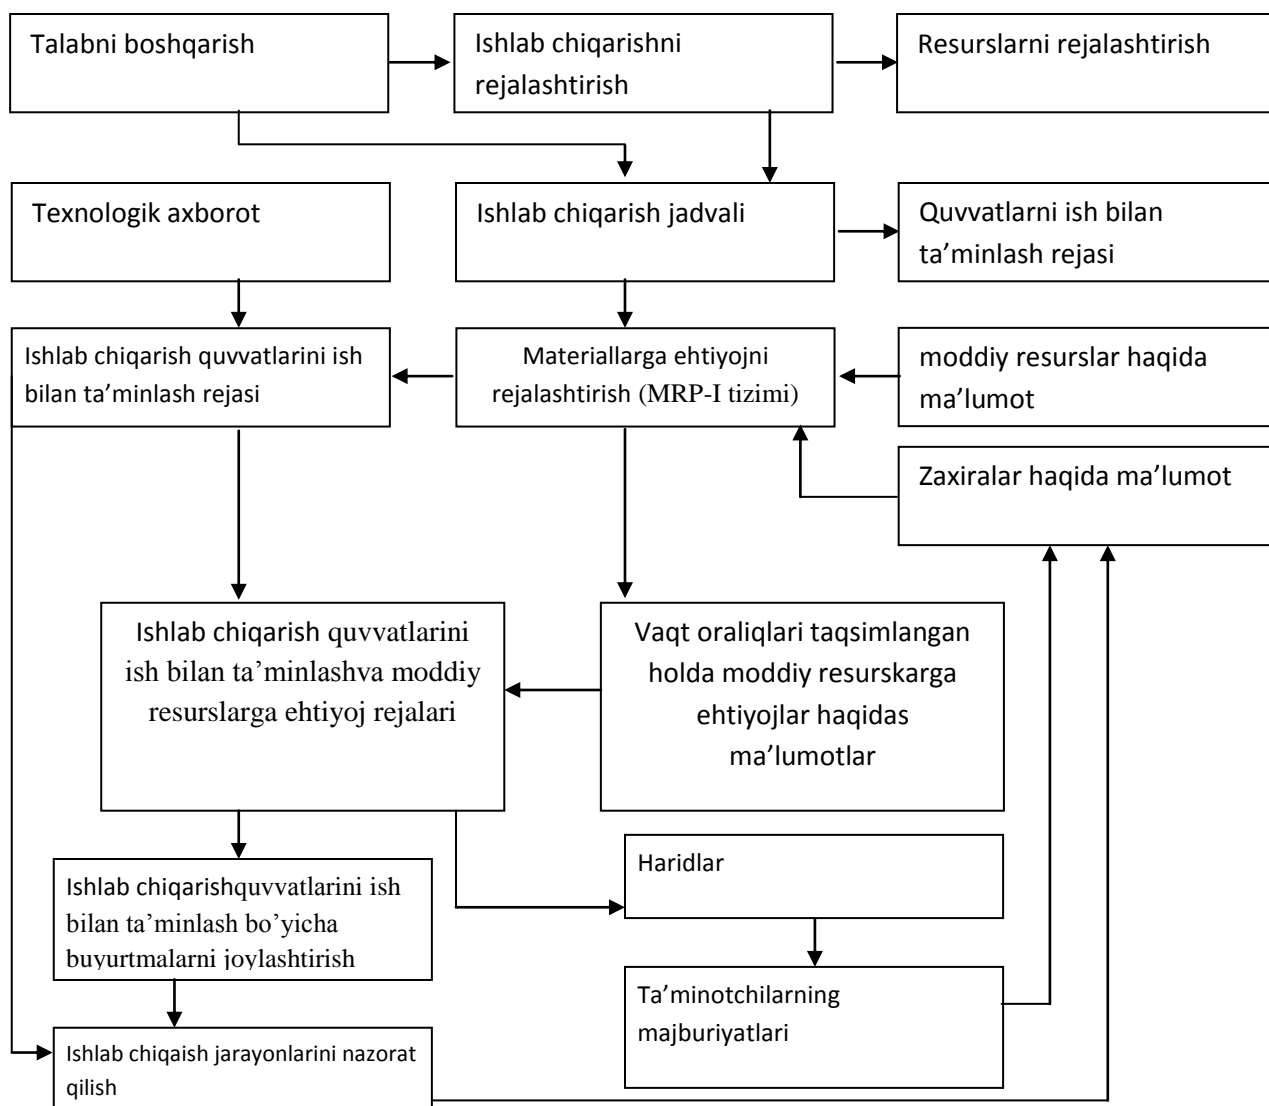 Talabni boshqarish
Ishlab chiqarishni
rejalashtirish
Resurslarni rejalashtirish
Texnologik axborot
Ishlab chiqarish jadvali
Quvvatlarni ish bilan
ta’minlash rejasi
Ishlab chiqarish quvvatlarini ish
bilan ta’minlash rejasi
Materiallarga ehtiyojni
rejalashtirish (MRP-I tizimi)
moddiy resurslar haqida
ma’lumot
Zaxiralar haqida ma’lumot
Ishlab chiqarish quvvatlarini
ish bilan ta’minlashva moddiy
resurslarga ehtiyoj rejalari
Vaqt oraliqlari taqsimlangan
holda moddiy resurskarga
ehtiyojlar haqidas
ma’lumotlar
Haridlar
Ishlab chiqarishquvvatlarini ish
bilan ta’minlash bo’yicha
buyurtmalarni joylashtirish
Ta’minotchilarning
majburiyatlari
Ishlab chiqaish jarayonlarini nazorat
qilish